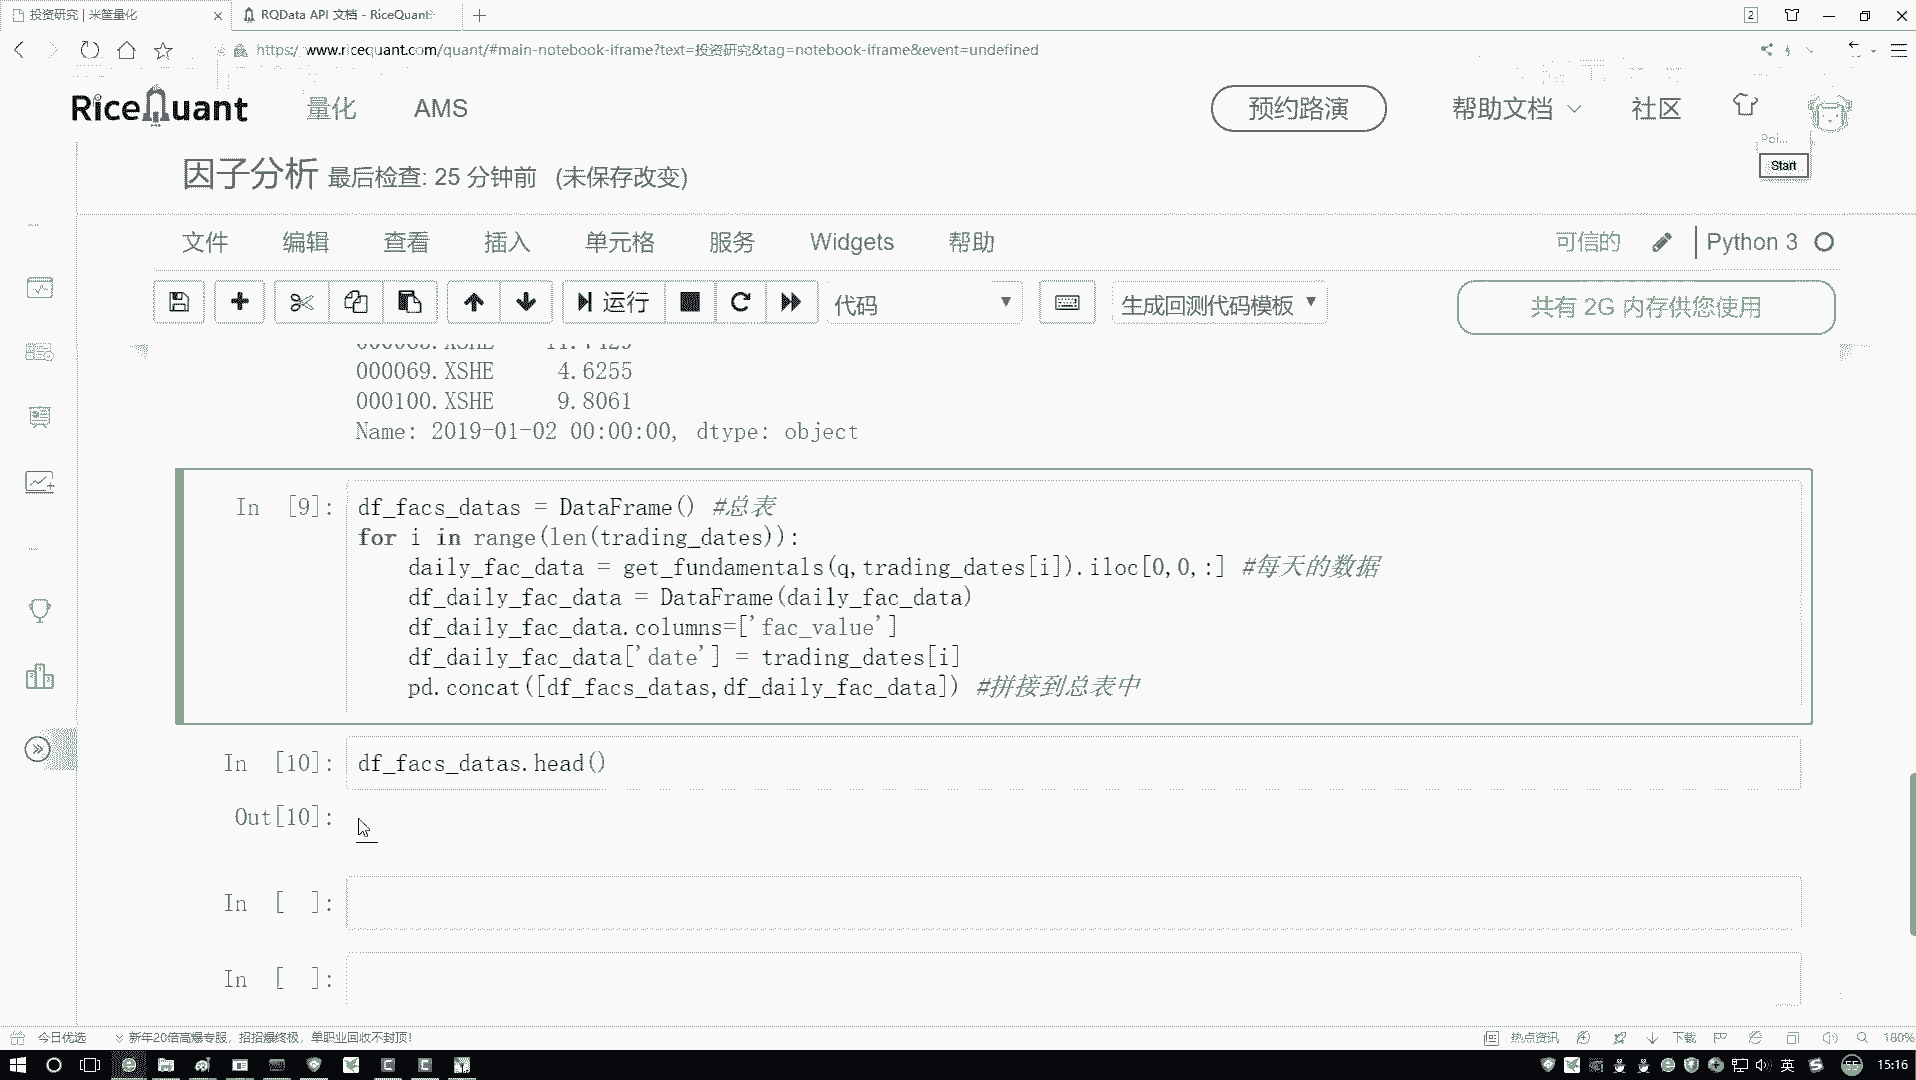 投资研究 | 米筐量化
RQData API 文档 - RiceQuant
2
https://www.ricequant.com/quant/#main-notebook-iframe?text=投资研究&tag=notebook-iframe&event=undefined
RiceQuant 量化 AMS 预约路演 帮助文档 社区
Poi...
Start
因子分析 最后检查: 25 分钟前 (未保存改变)
文件 编辑 查看 插入 单元格 服务 Widgets 帮助 可信的 Python 3
运行 代码 生成回测代码模板 共有 2G 内存供您使用
000069.XSHE 4.6255
000100.XSHE 9.8061
Name: 2019-01-02 00:00:00, dtype: object
In [9]: df_facs_datas = DataFrame() #总表
for i in range(len(trading_dates)):
daily_fac_data = get_fundamentals(q,trading_dates[i]).iloc[0,0,:] #每天的数据
df_daily_fac_data = DataFrame(daily_fac_data)
df_daily_fac_data.columns=['fac_value']
df_daily_fac_data['date'] = trading_dates[i]
pd.concat([df_facs_datas,df_daily_fac_data]) #拼接到总表中
In [10]: df_facs_datas.head()
Out[10]:
In [ ]:
In [ ]:
今日优选 新年20倍高爆专服，招招爆终极，单职业回收不封顶! 热点资讯 下载 180%
英 55 15:16